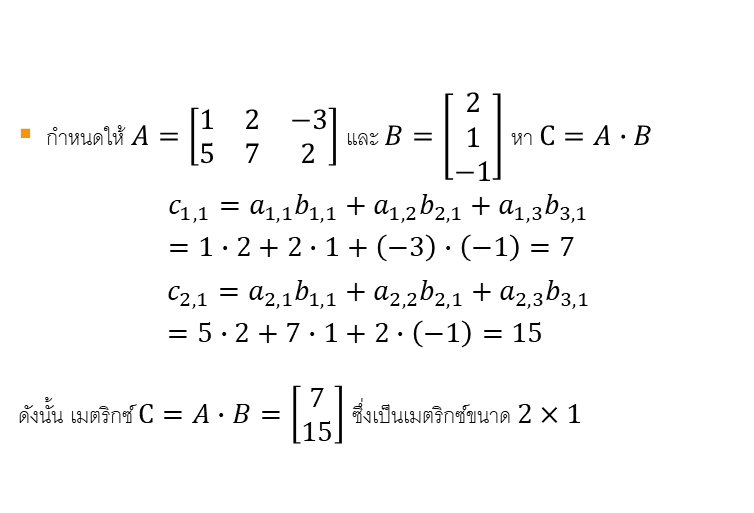 ▪ กำหนดให้ A = [1 2 −3; 5 7 2] และ B = [2; 1; −1] หา C = A · B
c₁,₁ = a₁,₁b₁,₁ + a₁,₂b₂,₁ + a₁,₃b₃,₁
= 1 · 2 + 2 · 1 + (−3) · (−1) = 7
c₂,₁ = a₂,₁b₁,₁ + a₂,₂b₂,₁ + a₂,₃b₃,₁
= 5 · 2 + 7 · 1 + 2 · (−1) = 15
ดังนั้น เมตริกซ์ C = A · B = [7; 15] ซึ่งเป็นเมตริกซ์ขนาด 2 × 1